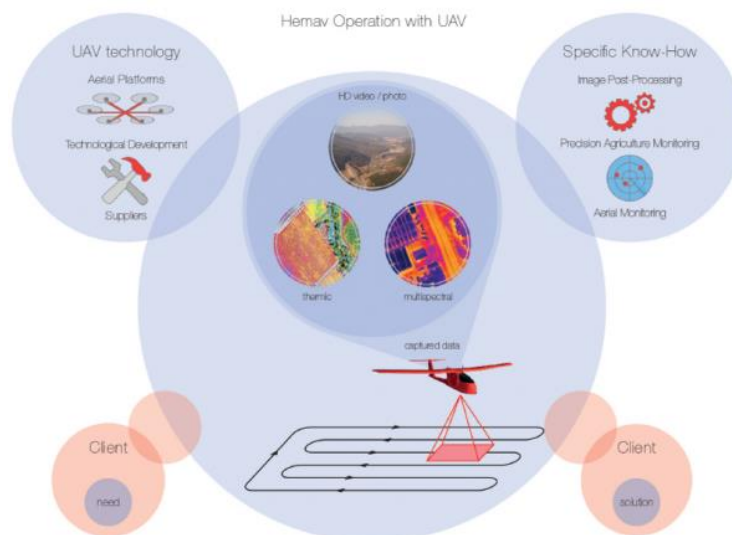 Hemav Operation with UAV
UAV technology
Aerial Platforms
Technological Development
Suppliers
Specific Know-How
Image Post-Processing
Precision Agriculture Monitoring
Aerial Monitoring
HD video / photo
thermic
multispectral
captured data
Client
need
Client
solution